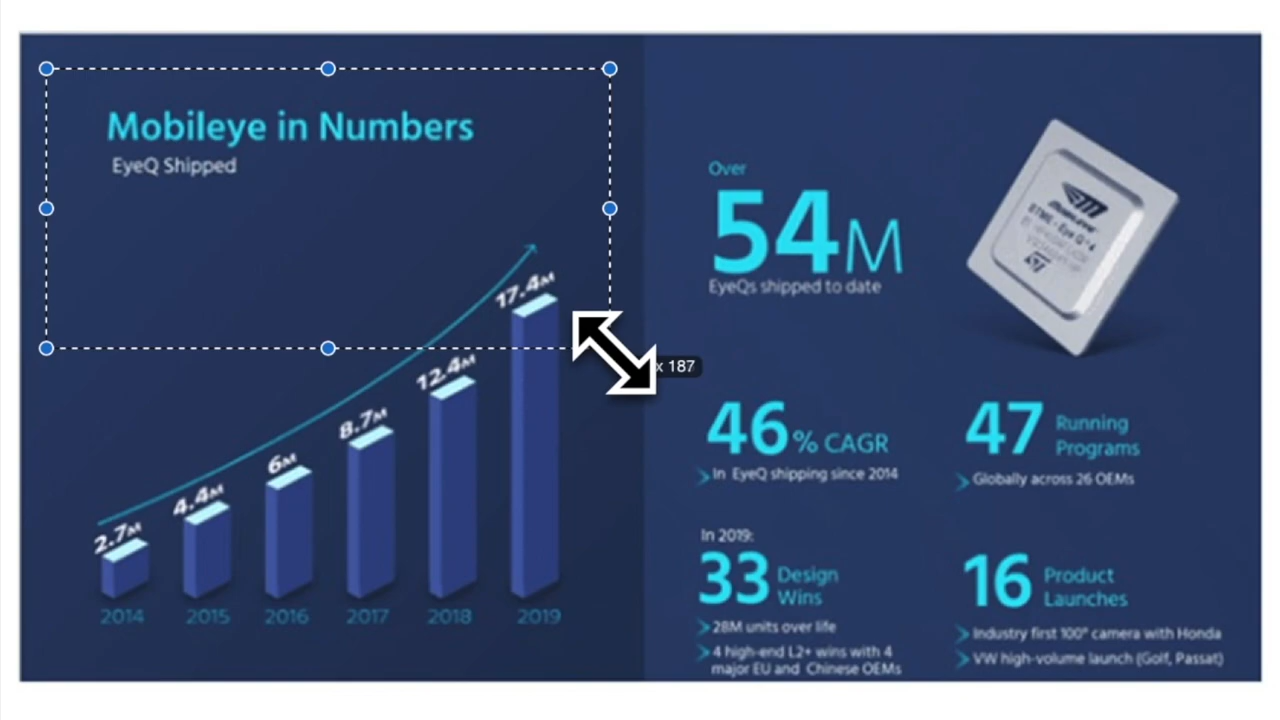 Mobileye in Numbers
EyeQ Shipped
17.4M
12.4M
8.7M
6M
4.4M
2.7M
2014 2015 2016 2017 2018 2019
Over
54M
EyeQs shipped to date
x 187
46% CAGR
In EyeQ shipping since 2014
47 Running
Programs
Globally across 26 OEMs
In 2019:
33 Design
Wins
28M units over life
4 high-end L2+ wins with 4
major EU and Chinese OEMs
16 Product
Launches
Industry first 100° camera with Honda
VW high-volume launch (Golf, Passat)